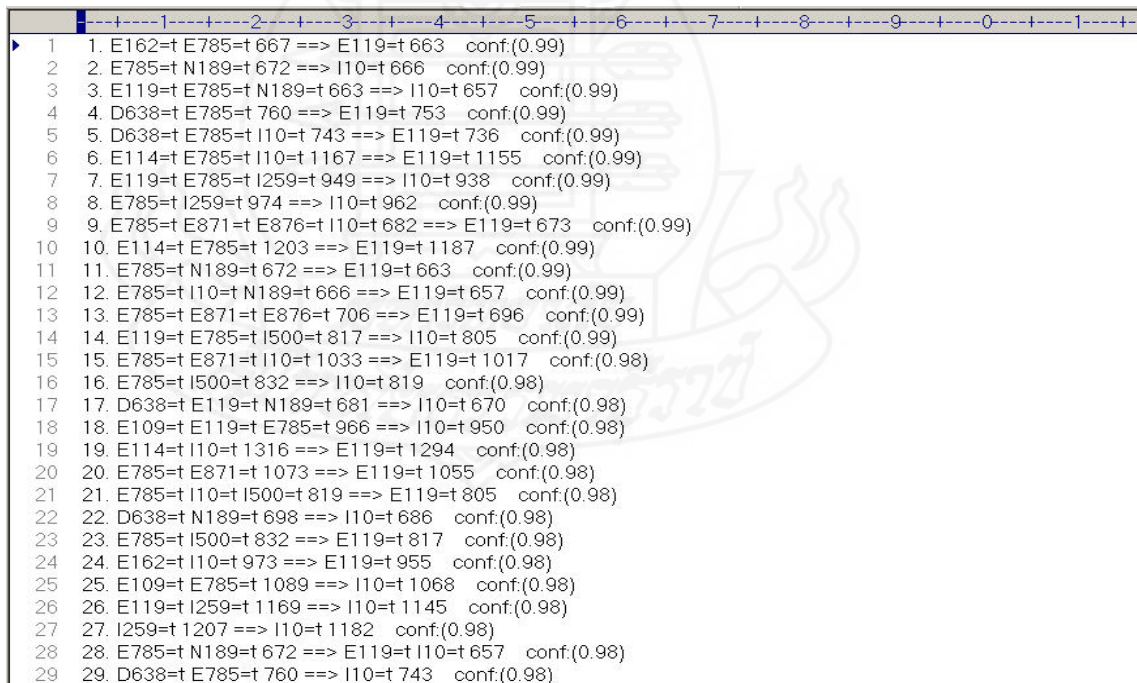 ----+----1----+----2----+----3----+----4----+----5----+----6----+----7----+----8----+----9----+----0----+----1----+-
1 1. E162=t E785=t 667 ==> E119=t 663 conf:(0.99)
2 2. E785=t N189=t 672 ==> I10=t 666 conf:(0.99)
3 3. E119=t E785=t N189=t 663 ==> I10=t 657 conf:(0.99)
4 4. D638=t E785=t 760 ==> E119=t 753 conf:(0.99)
5 5. D638=t E785=t I10=t 743 ==> E119=t 736 conf:(0.99)
6 6. E114=t E785=t I10=t 1167 ==> E119=t 1155 conf:(0.99)
7 7. E119=t E785=t I259=t 949 ==> I10=t 938 conf:(0.99)
8 8. E785=t I259=t 974 ==> I10=t 962 conf:(0.99)
9 9. E785=t E871=t E876=t I10=t 682 ==> E119=t 673 conf:(0.99)
10 10. E114=t E785=t 1203 ==> E119=t 1187 conf:(0.99)
11 11. E785=t N189=t 672 ==> E119=t 663 conf:(0.99)
12 12. E785=t I10=t N189=t 666 ==> E119=t 657 conf:(0.99)
13 13. E785=t E871=t E876=t 706 ==> E119=t 696 conf:(0.99)
14 14. E119=t E785=t I500=t 817 ==> I10=t 805 conf:(0.99)
15 15. E785=t E871=t I10=t 1033 ==> E119=t 1017 conf:(0.98)
16 16. E785=t I500=t 832 ==> I10=t 819 conf:(0.98)
17 17. D638=t E119=t N189=t 681 ==> I10=t 670 conf:(0.98)
18 18. E109=t E119=t E785=t 966 ==> I10=t 950 conf:(0.98)
19 19. E114=t I10=t 1316 ==> E119=t 1294 conf:(0.98)
20 20. E785=t E871=t 1073 ==> E119=t 1055 conf:(0.98)
21 21. E785=t I10=t I500=t 819 ==> E119=t 805 conf:(0.98)
22 22. D638=t N189=t 698 ==> I10=t 686 conf:(0.98)
23 23. E785=t I500=t 832 ==> E119=t 817 conf:(0.98)
24 24. E162=t I10=t 973 ==> E119=t 955 conf:(0.98)
25 25. E109=t E785=t 1089 ==> I10=t 1068 conf:(0.98)
26 26. E119=t I259=t 1169 ==> I10=t 1145 conf:(0.98)
27 27. I259=t 1207 ==> I10=t 1182 conf:(0.98)
28 28. E785=t N189=t 672 ==> E119=t I10=t 657 conf:(0.98)
29 29. D638=t E785=t 760 ==> I10=t 743 conf:(0.98)